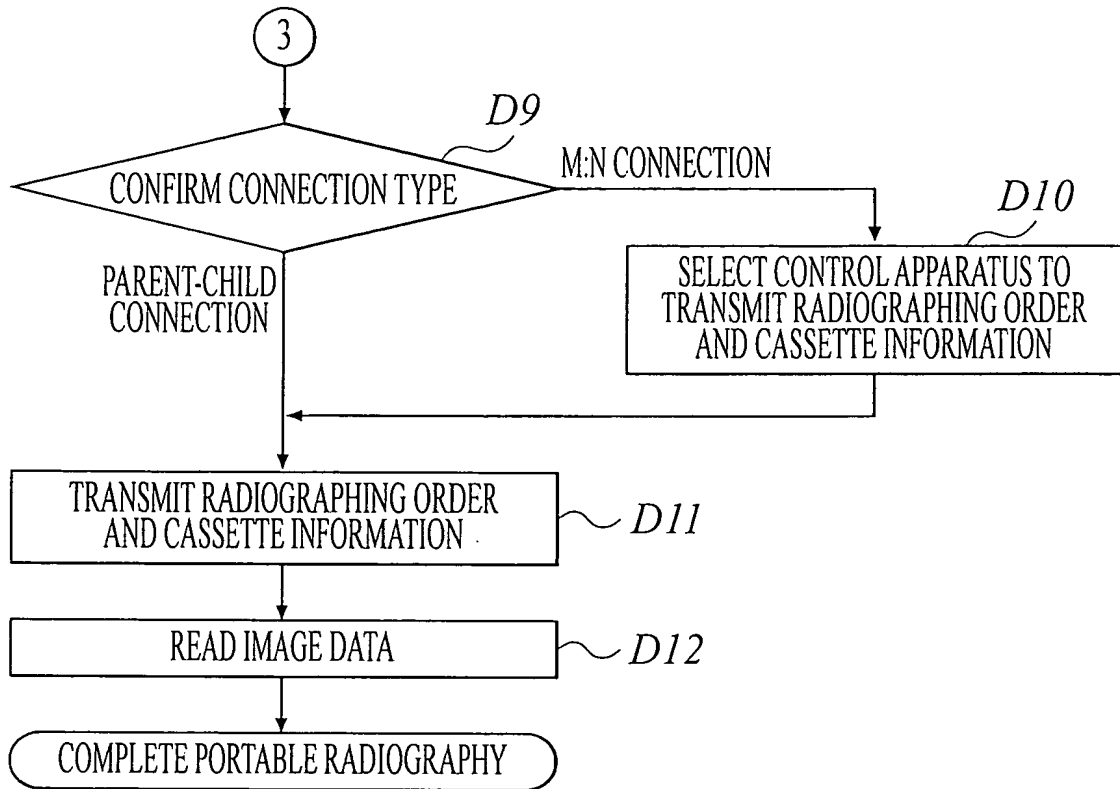 3
D9
CONFIRM CONNECTION TYPE
M:N CONNECTION
D10
SELECT CONTROL APPARATUS TO
TRANSMIT RADIOGRAPHING ORDER
AND CASSETTE INFORMATION
PARENT-CHILD
CONNECTION
TRANSMIT RADIOGRAPHING ORDER
AND CASSETTE INFORMATION
D11
READ IMAGE DATA
D12
COMPLETE PORTABLE RADIOGRAPHY